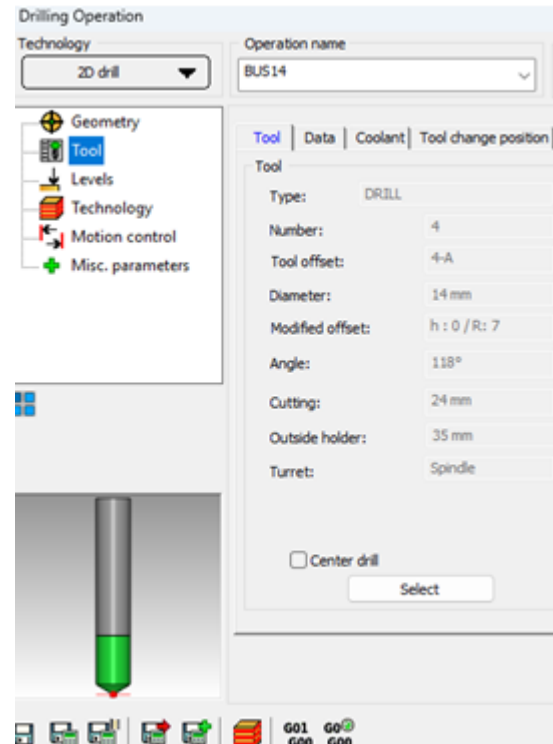 Drilling Operation
Technology
2D drill
Operation name
BUS14
Geometry
Tool
Levels
Technology
Motion control
Misc. parameters
Tool Data Coolant Tool change position
Tool
Type: DRILL
Number: 4
Tool offset: 4-A
Diameter: 14 mm
Modified offset: h : 0 / R: 7
Angle: 118°
Cutting: 24 mm
Outside holder: 35 mm
Turret: Spindle
Center drill
Select
G01 G0
G00 G00